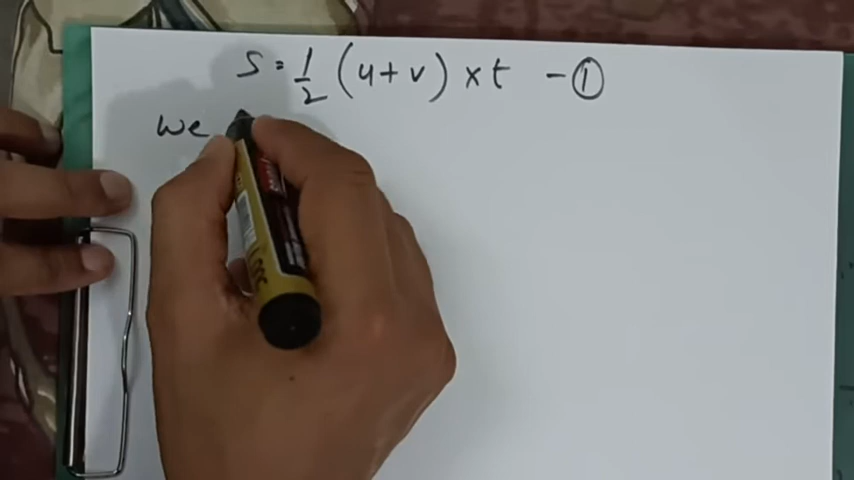 S = 1/2 (u + v) x t - ①
We